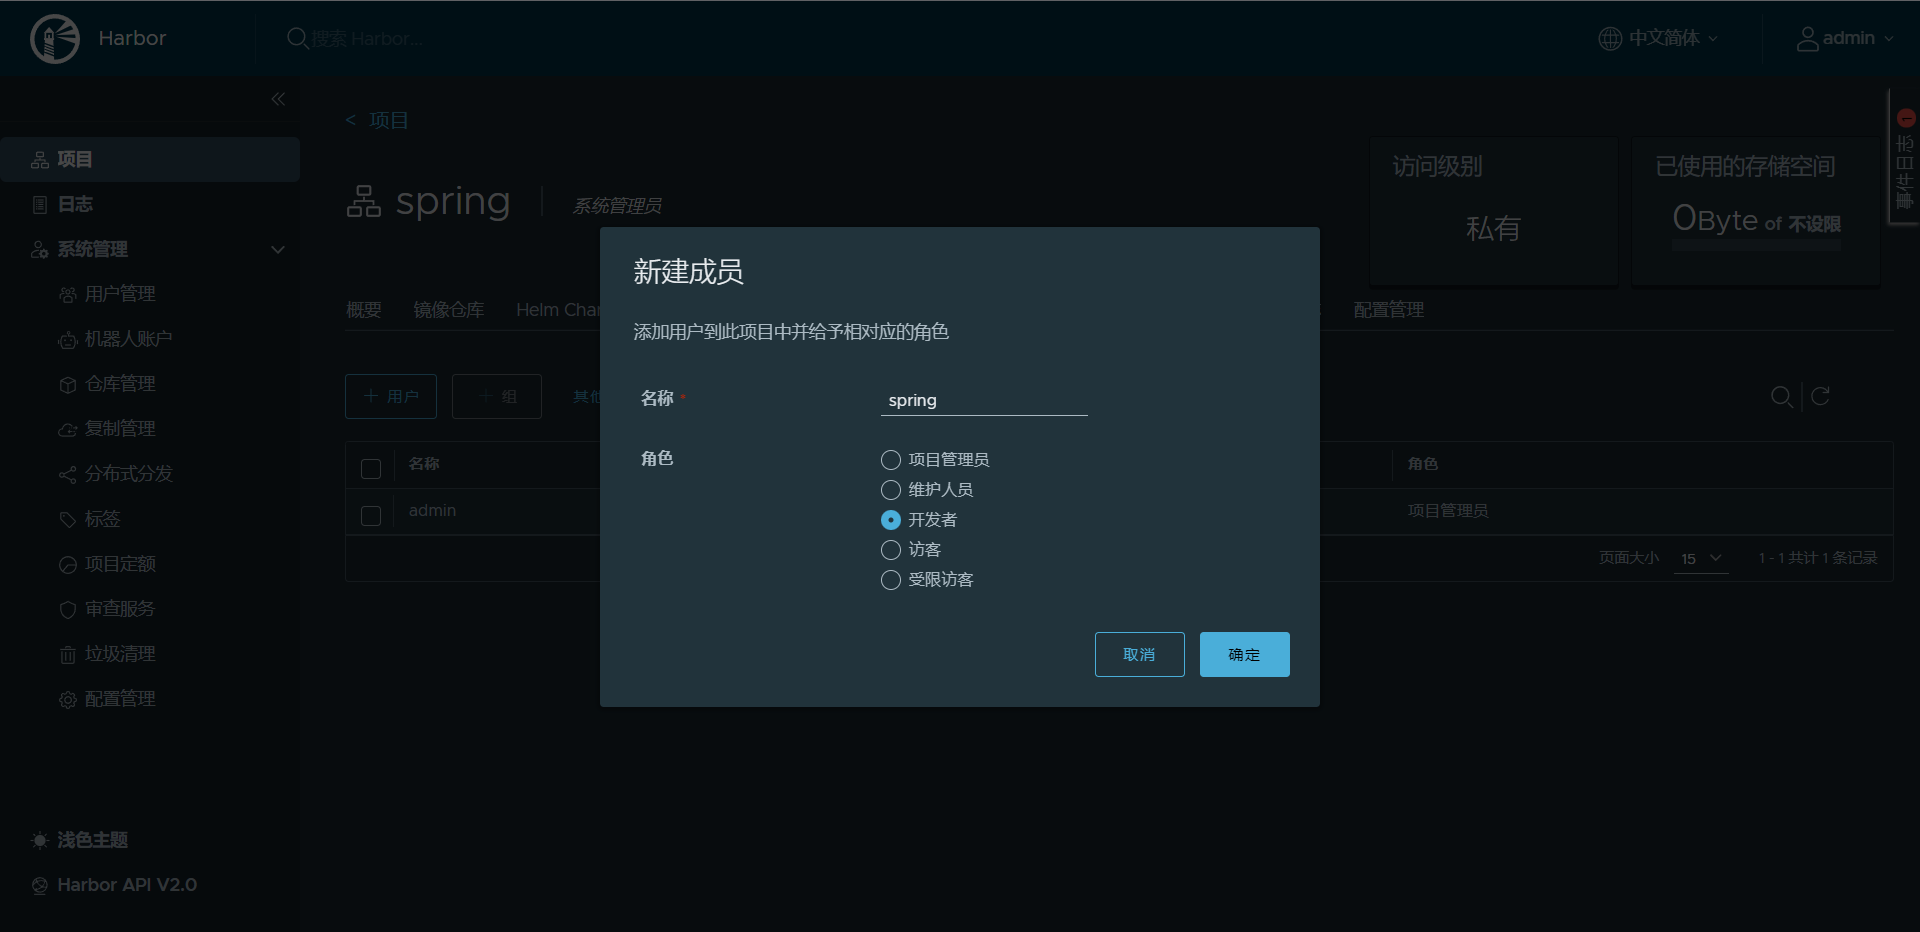 Harbor
搜索 Harbor...
中文简体
admin
项目
日志
系统管理
用户管理
机器人账户
仓库管理
复制管理
分布式分发
标签
项目定额
审查服务
垃圾清理
配置管理
浅色主题
Harbor API V2.0
< 项目
spring
系统管理员
访问级别
私有
已使用的存储空间
0Byte of 不设限
1
事件日志
概要 镜像仓库 Helm Char 配置管理
+ 用户 + 组 其他
名称 角色
admin 项目管理员
页面大小 15 1 - 1 共计 1 条记录
新建成员
添加用户到此项目中并给予相对应的角色
名称 *
spring
角色
项目管理员
维护人员
开发者
访客
受限访客
取消 确定